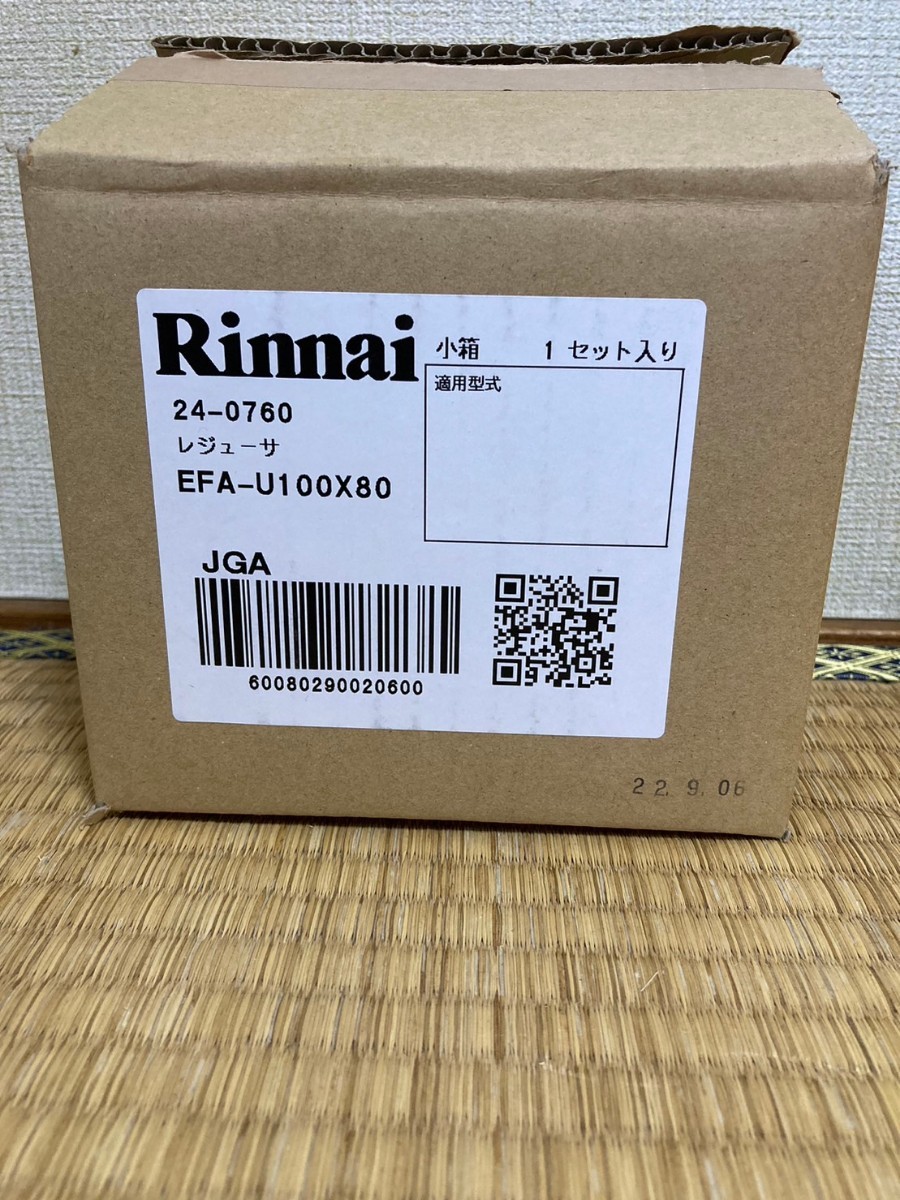 Rinnai
小箱 1 セット入り
適用型式
24-0760
レジューサ
EFA-U100X80
JGA
60080290020600
22. 9. 06